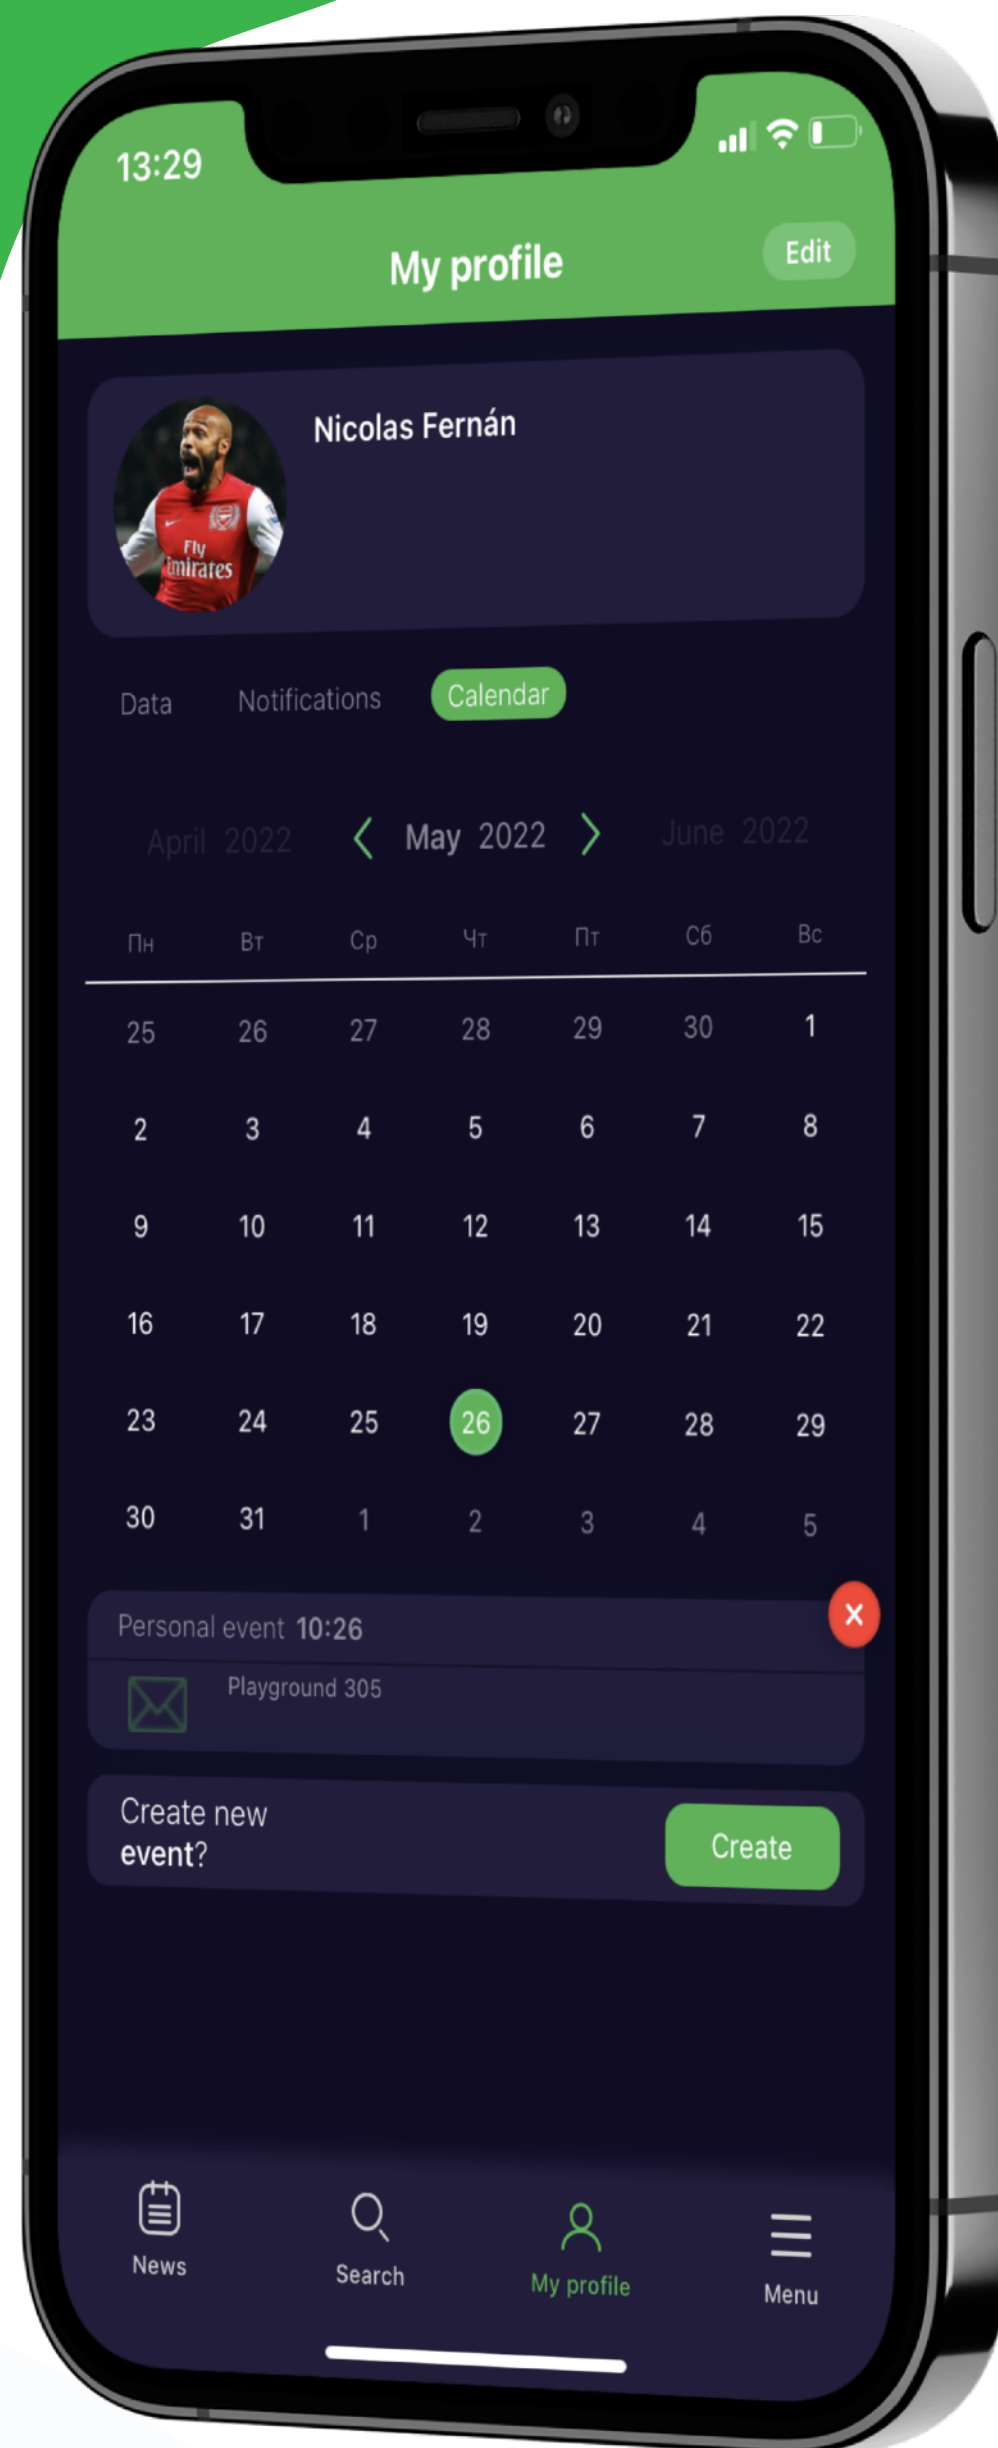 13:29
My profile
Edit
Nicolas Fernán
Fly
Emirates
Data Notifications Calendar
April 2022 May 2022 June 2022
Пн Вт Ср Чт Пт Сб Вс
25 26 27 28 29 30 1
2 3 4 5 6 7 8
9 10 11 12 13 14 15
16 17 18 19 20 21 22
23 24 25 26 27 28 29
30 31 1 2 3 4 5
Personal event 10:26
Playground 305
Create new
event?
Create
News Search My profile Menu